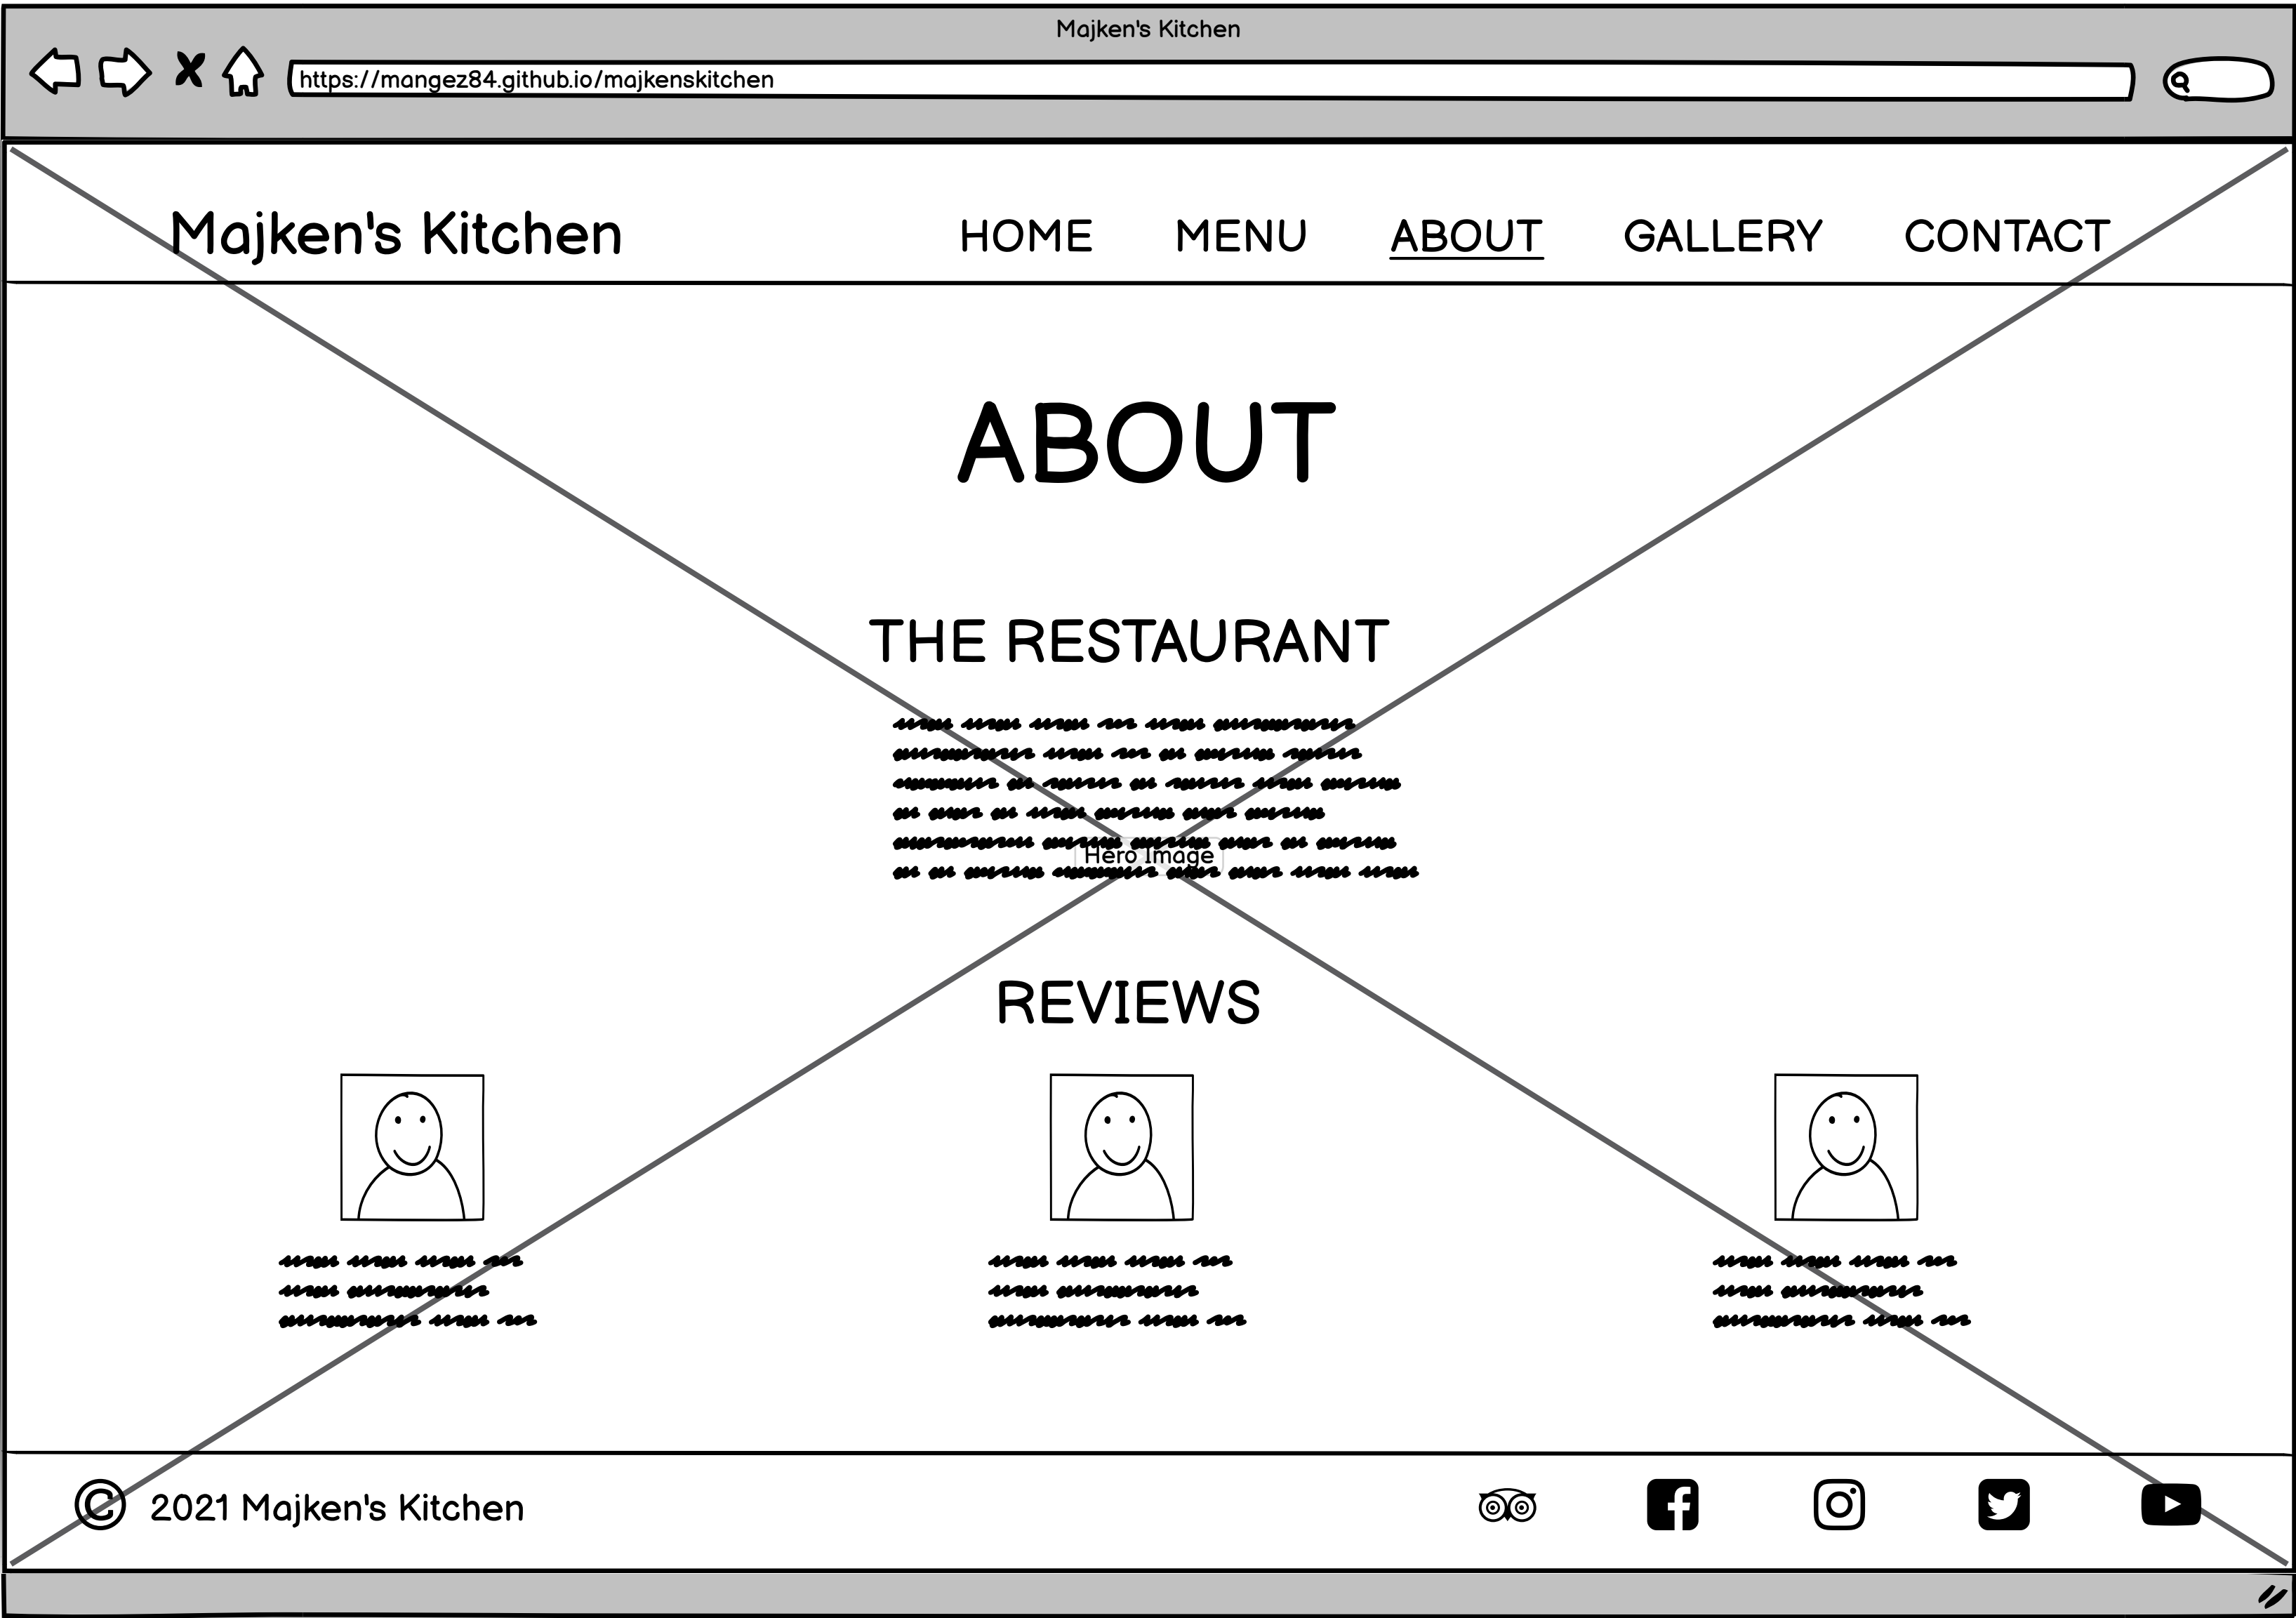 Majken's Kitchen
https://mangez84.github.io/majkenskitchen
Majken's Kitchen HOME MENU ABOUT GALLERY CONTACT
ABOUT
THE RESTAURANT
Hero Image
REVIEWS
© 2021 Majken's Kitchen